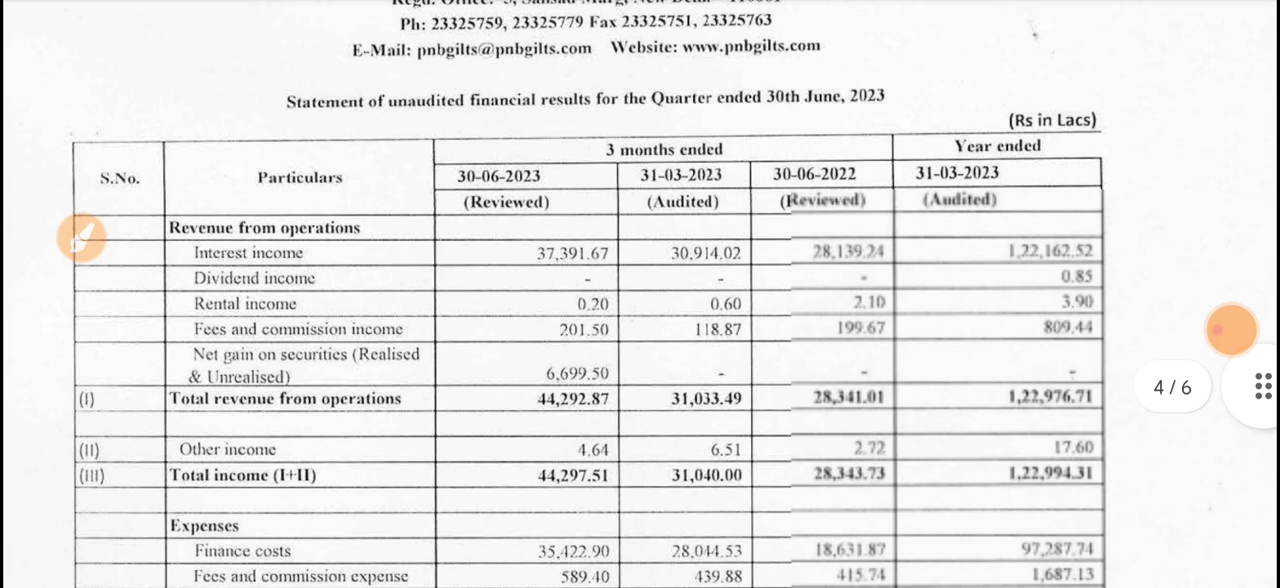 Ph: 23325759, 23325779 Fax 23325751, 23325763
E-Mail: pnbgilts@pnbgilts.com Website: www.pnbgilts.com
Statement of unaudited financial results for the Quarter ended 30th June, 2023
(Rs in Lacs)
S.No. Particulars 3 months ended Year ended
30-06-2023 31-03-2023 30-06-2022 31-03-2023
(Reviewed) (Audited) (Reviewed) (Audited)
Revenue from operations
Interest income 37,391.67 30,914.02 28,139.24 1,22,162.52
Dividend income - - - 0.85
Rental income 0.20 0.60 2.10 3.90
Fees and commission income 201.50 118.87 199.67 809.44
Net gain on securities (Realised
& Unrealised) 6,699.50 - - -
(I) Total revenue from operations 44,292.87 31,033.49 28,341.01 1,22,976.71
(II) Other income 4.64 6.51 2.72 17.60
(III) Total income (I+II) 44,297.51 31,040.00 28,343.73 1,22,994.31
Expenses
Finance costs 35,422.90 28,044.53 18,631.87 97,287.74
Fees and commission expense 589.40 439.88 415.74 1,687.13
4 / 6